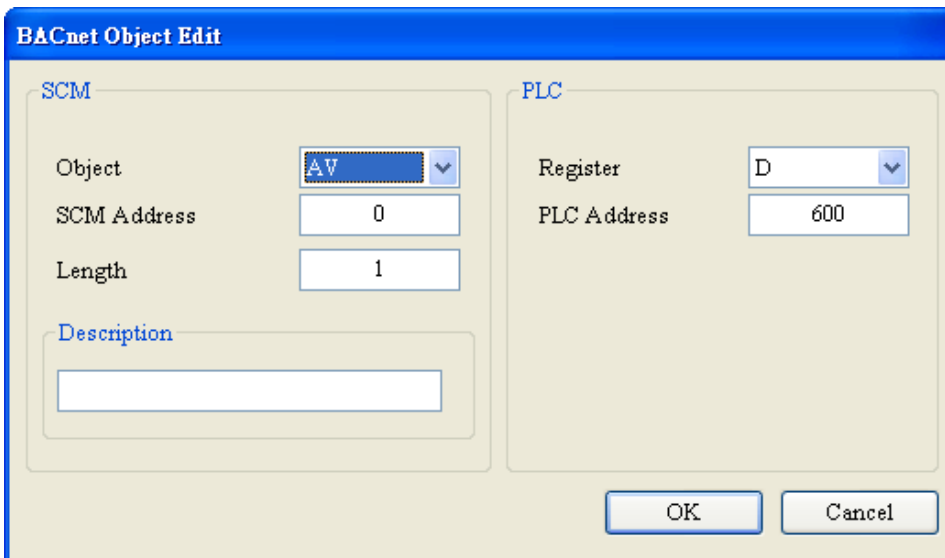 BACnet Object Edit
SCM
Object AV
SCM Address 0
Length 1
Description
PLC
Register D
PLC Address 600
OK Cancel